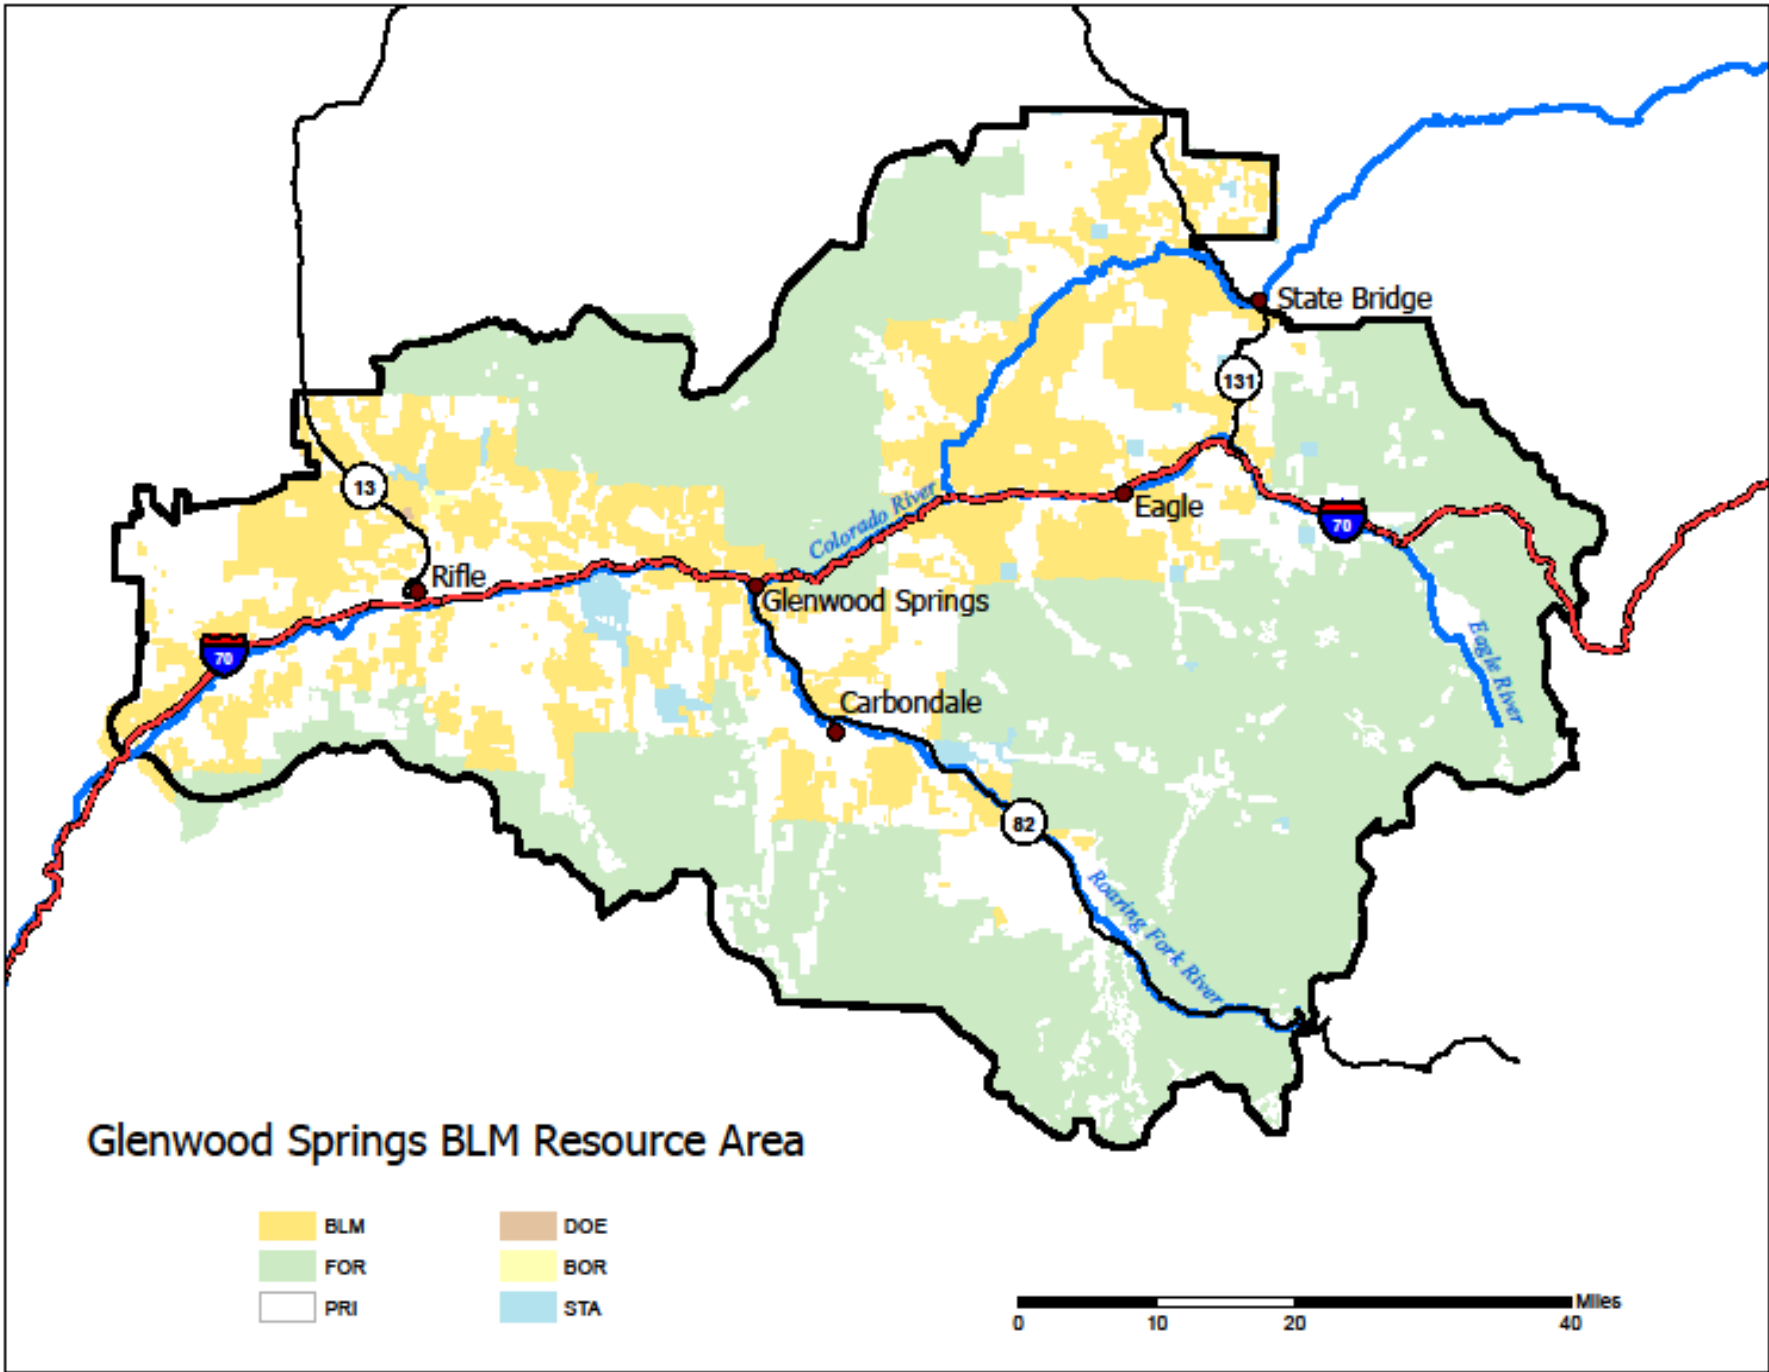 State Bridge
131
13
Colorado River
Eagle
70
Rifle
Glenwood Springs
70
Eagle River
Carbondale
82
Roaring Fork River
Glenwood Springs BLM Resource Area
BLM
DOE
FOR
BOR
PRI
STA
Miles
0 10 20 40